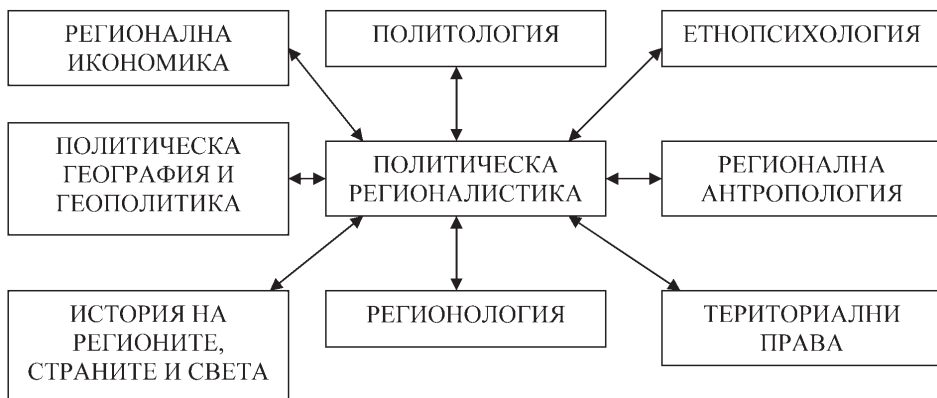 РЕГИОНАЛНА
ИКОНОМИКА
ПОЛИТОЛОГИЯ
ЕТНОПСИХОЛОГИЯ
ПОЛИТИЧЕСКА
ГЕОГРАФИЯ И
ГЕОПОЛИТИКА
ПОЛИТИЧЕСКА
РЕГИОНАЛИСТИКА
РЕГИОНАЛНА
АНТРОПОЛОГИЯ
ИСТОРИЯ НА
РЕГИОНИТЕ,
СТРАНИТЕ И СВЕТА
РЕГИОНОЛОГИЯ
ТЕРИТОРИАЛНИ
ПРАВА